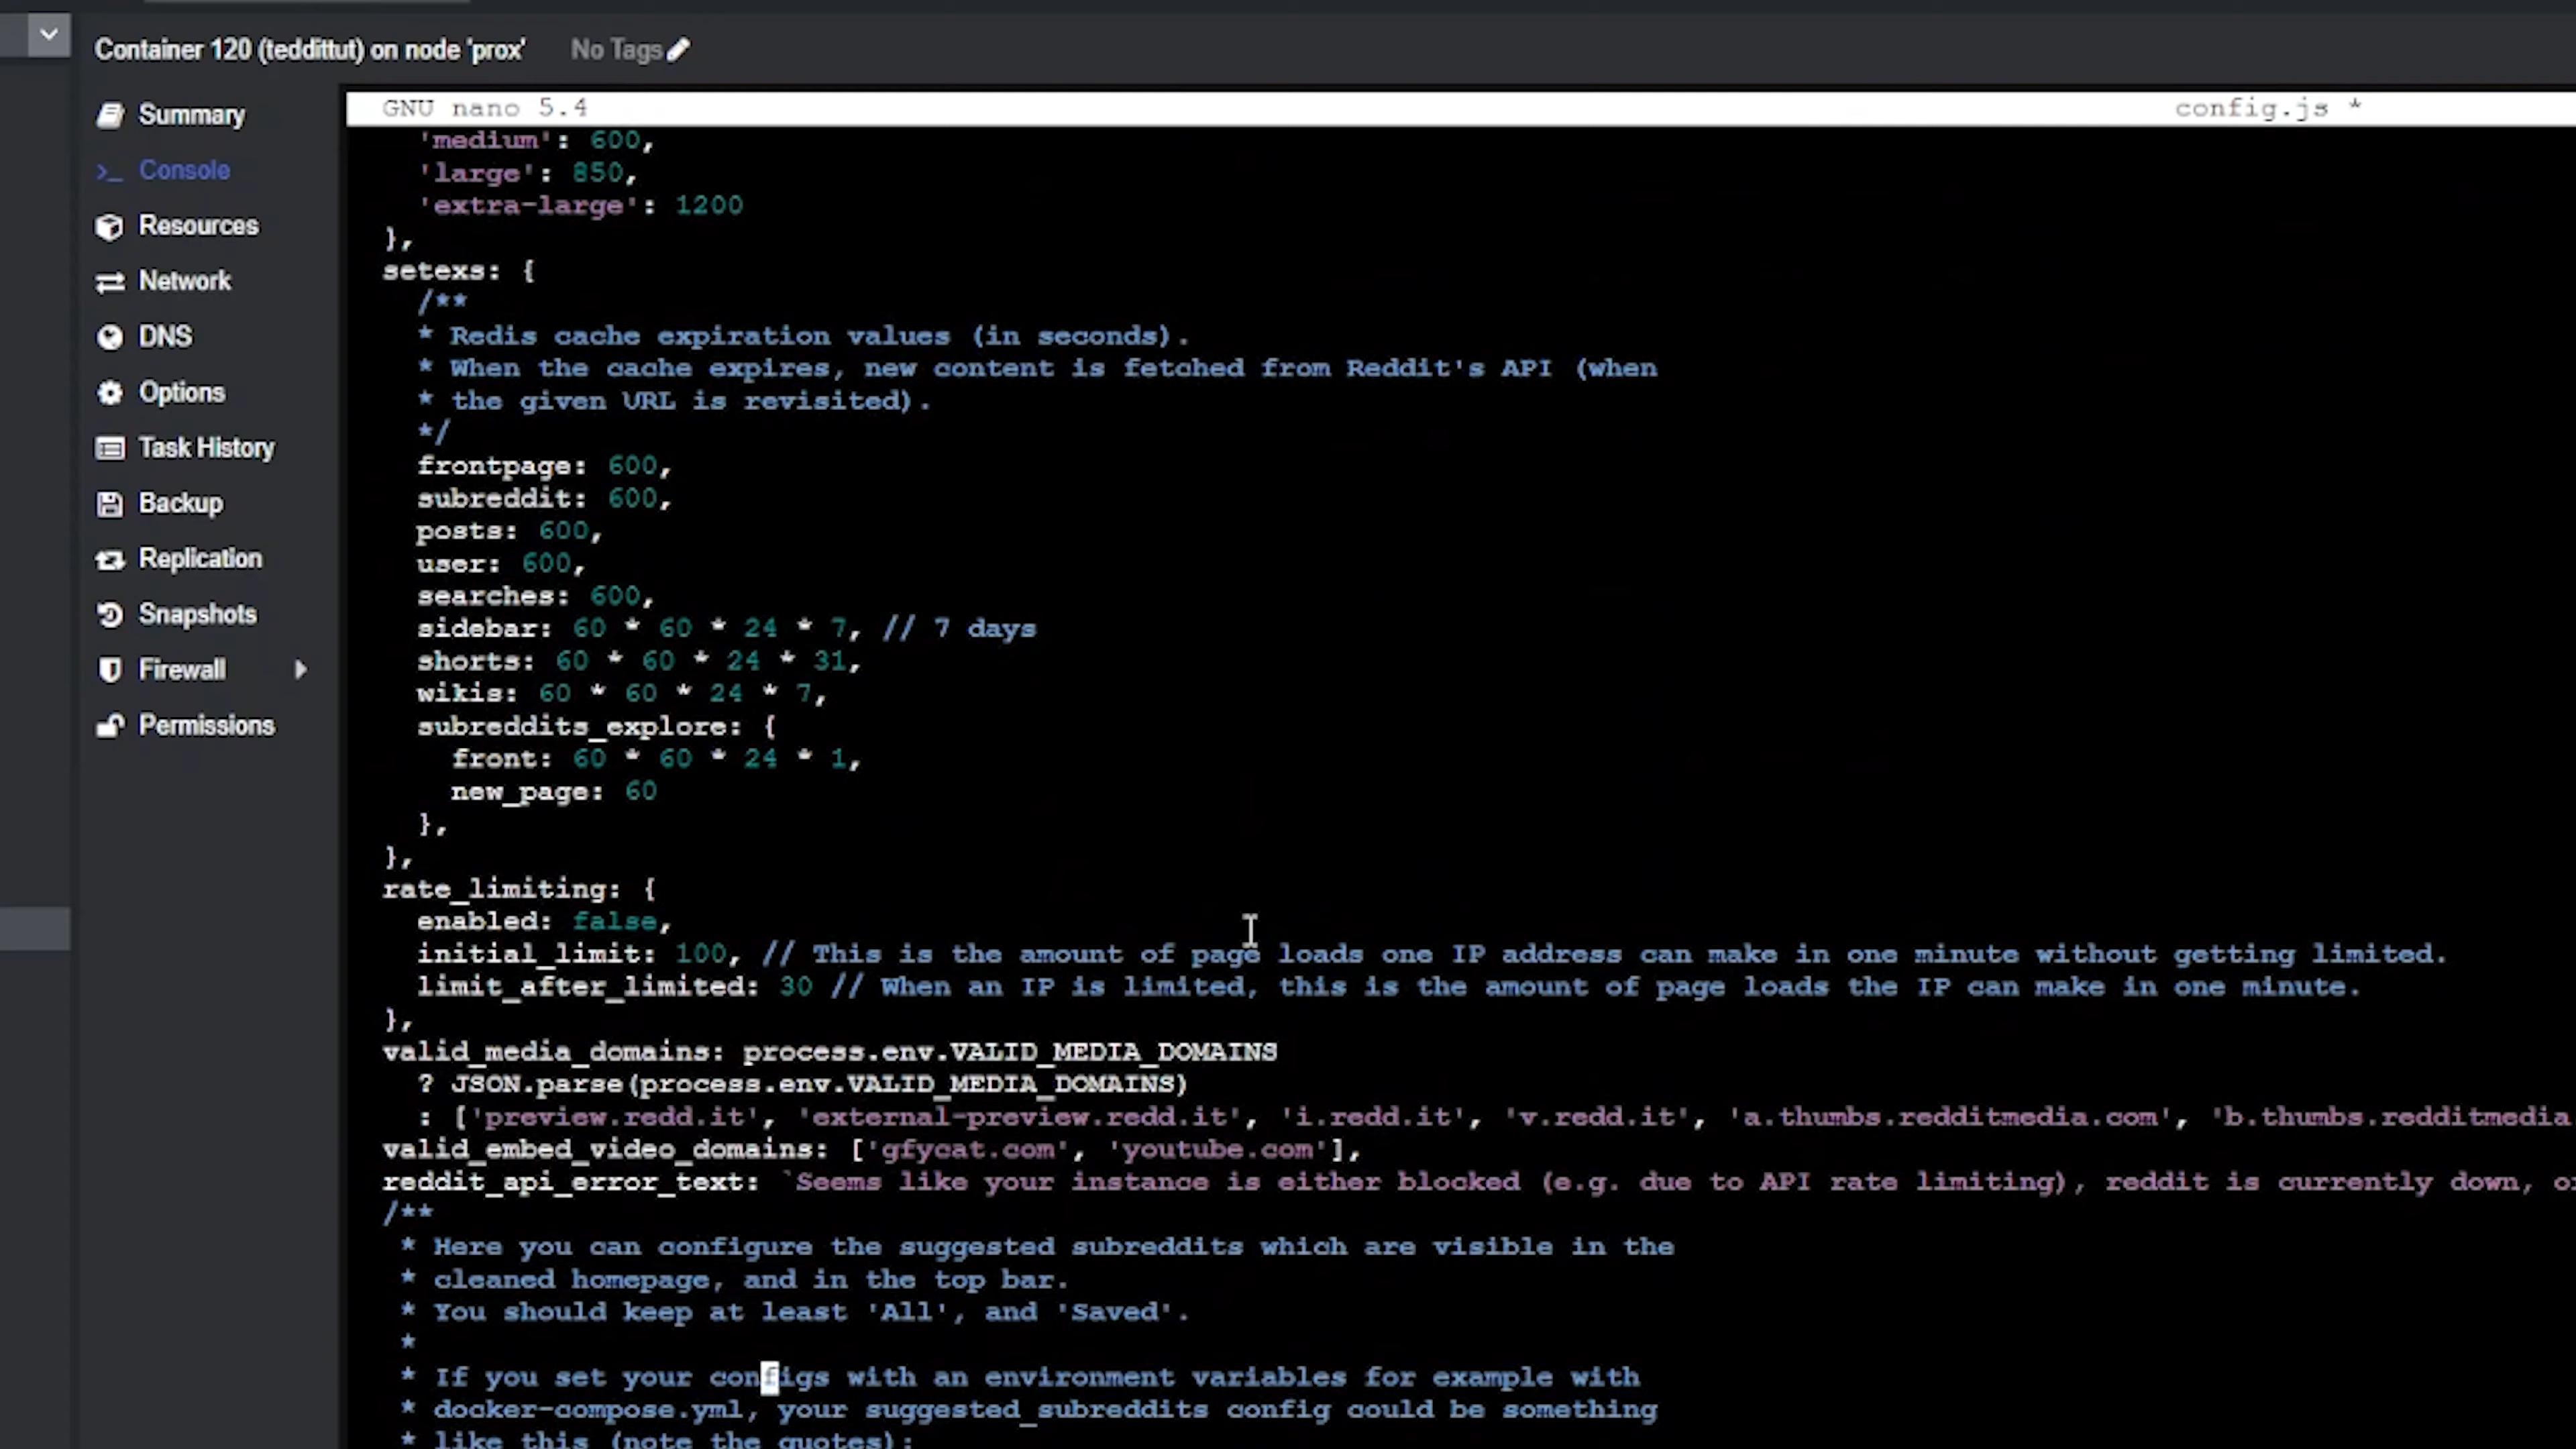 Container 120 (teddittut) on node 'prox' No Tags
Summary
Console
Resources
Network
DNS
Options
Task History
Backup
Replication
Snapshots
Firewall
Permissions
GNU nano 5.4 config.js *
'medium': 600,
'large': 850,
'extra-large': 1200
},
setexs: {
/**
* Redis cache expiration values (in seconds).
* When the cache expires, new content is fetched from Reddit's API (when
* the given URL is revisited).
*/
frontpage: 600,
subreddit: 600,
posts: 600,
user: 600,
searches: 600,
sidebar: 60 * 60 * 24 * 7, // 7 days
shorts: 60 * 60 * 24 * 31,
wikis: 60 * 60 * 24 * 7,
subreddits_explore: {
front: 60 * 60 * 24 * 1,
new_page: 60
},
},
rate_limiting: {
enabled: false,
initial_limit: 100, // This is the amount of page loads one IP address can make in one minute without getting limited.
limit_after_limited: 30 // When an IP is limited, this is the amount of page loads the IP can make in one minute.
},
valid_media_domains: process.env.VALID_MEDIA_DOMAINS
? JSON.parse(process.env.VALID_MEDIA_DOMAINS)
: ['preview.redd.it', 'external-preview.redd.it', 'i.redd.it', 'v.redd.it', 'a.thumbs.redditmedia.com', 'b.thumbs.redditmedia
valid_embed_video_domains: ['gfycat.com', 'youtube.com'],
reddit_api_error_text: `Seems like your instance is either blocked (e.g. due to API rate limiting), reddit is currently down,
/**
* Here you can configure the suggested subreddits which are visible in the
* cleaned homepage, and in the top bar.
* You should keep at least 'All', and 'Saved'.
*
* If you set your configs with an environment variables for example with
* docker-compose.yml, your suggested_subreddits config could be something
* like this (note the quotes):